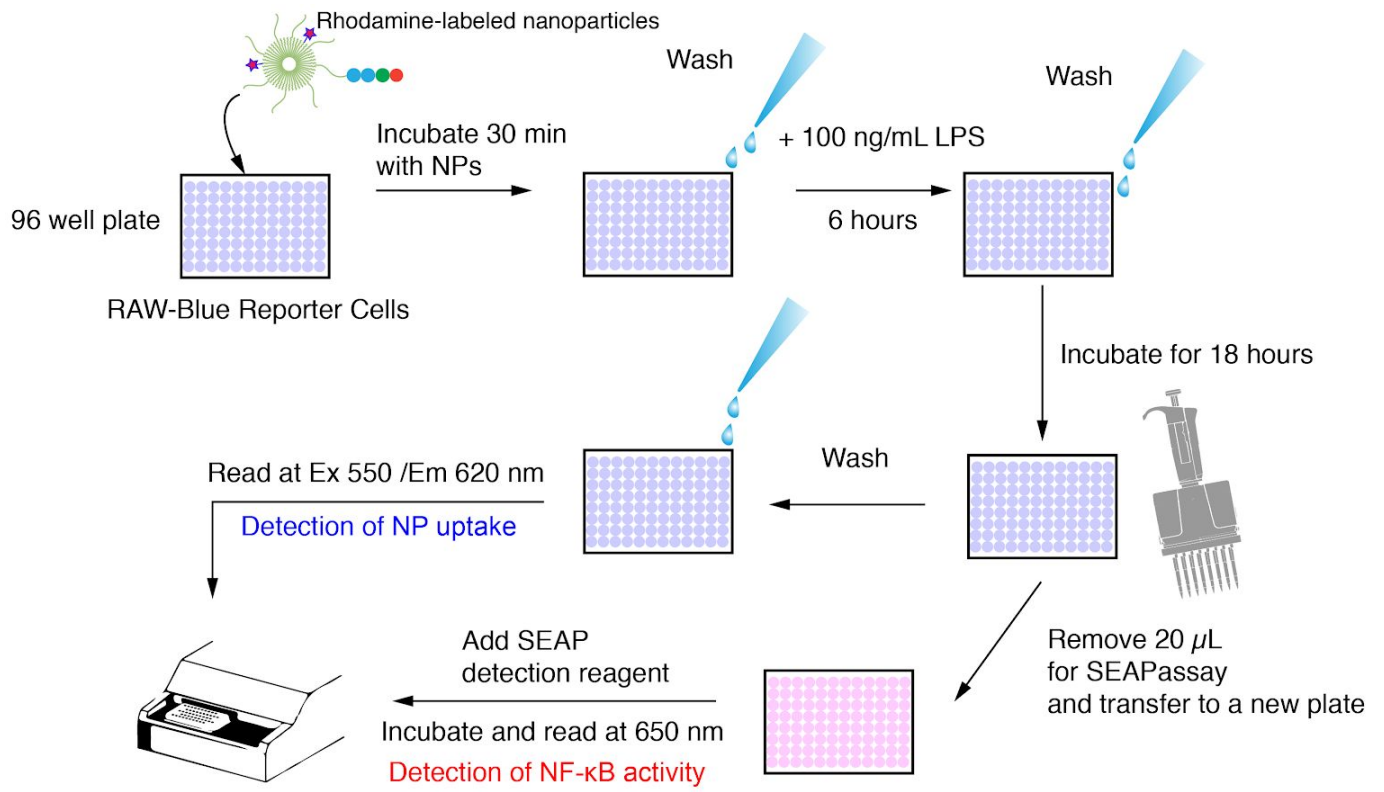 Rhodamine-labeled nanoparticles
Wash
Wash
Incubate 30 min
with NPs
+ 100 ng/mL LPS
6 hours
96 well plate
RAW-Blue Reporter Cells
Incubate for 18 hours
Wash
Read at Ex 550 /Em 620 nm
Detection of NP uptake
Add SEAP
detection reagent
Remove 20 µL
for SEAPassay
and transfer to a new plate
Incubate and read at 650 nm
Detection of NF-κB activity